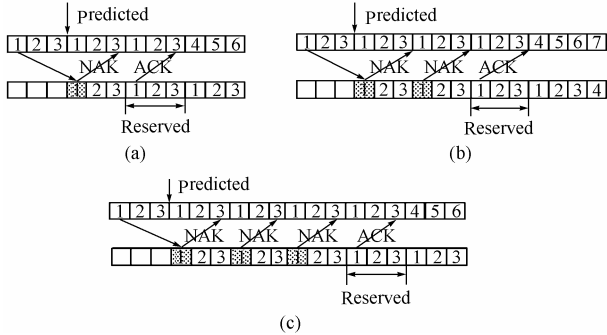 predicted
1 2 3 1 2 3 1 2 3 4 5 6
NAK ACK
2 3 1 2 3 1 2 3
Reserved
(a)
predicted
1 2 3 1 2 3 1 2 3 1 2 3 4 5 6 7
NAK NAK ACK
2 3 2 3 1 2 3 1 2 3 4
Reserved
(b)
predicted
1 2 3 1 2 3 1 2 3 1 2 3 1 2 3 4 5 6
NAK NAK NAK ACK
2 3 2 3 2 3 1 2 3 1 2 3
Reserved
(c)